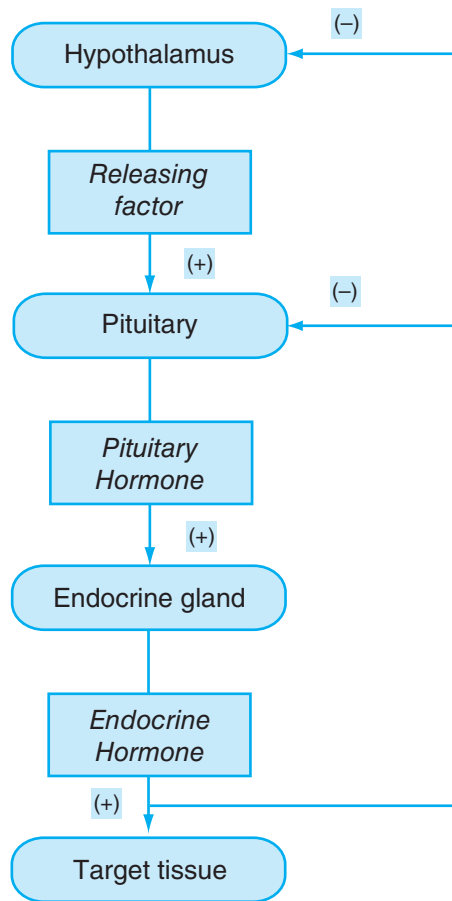 (–)
Hypothalamus
Releasing
factor
(+)
(–)
Pituitary
Pituitary
Hormone
(+)
Endocrine gland
Endocrine
Hormone
(+)
Target tissue